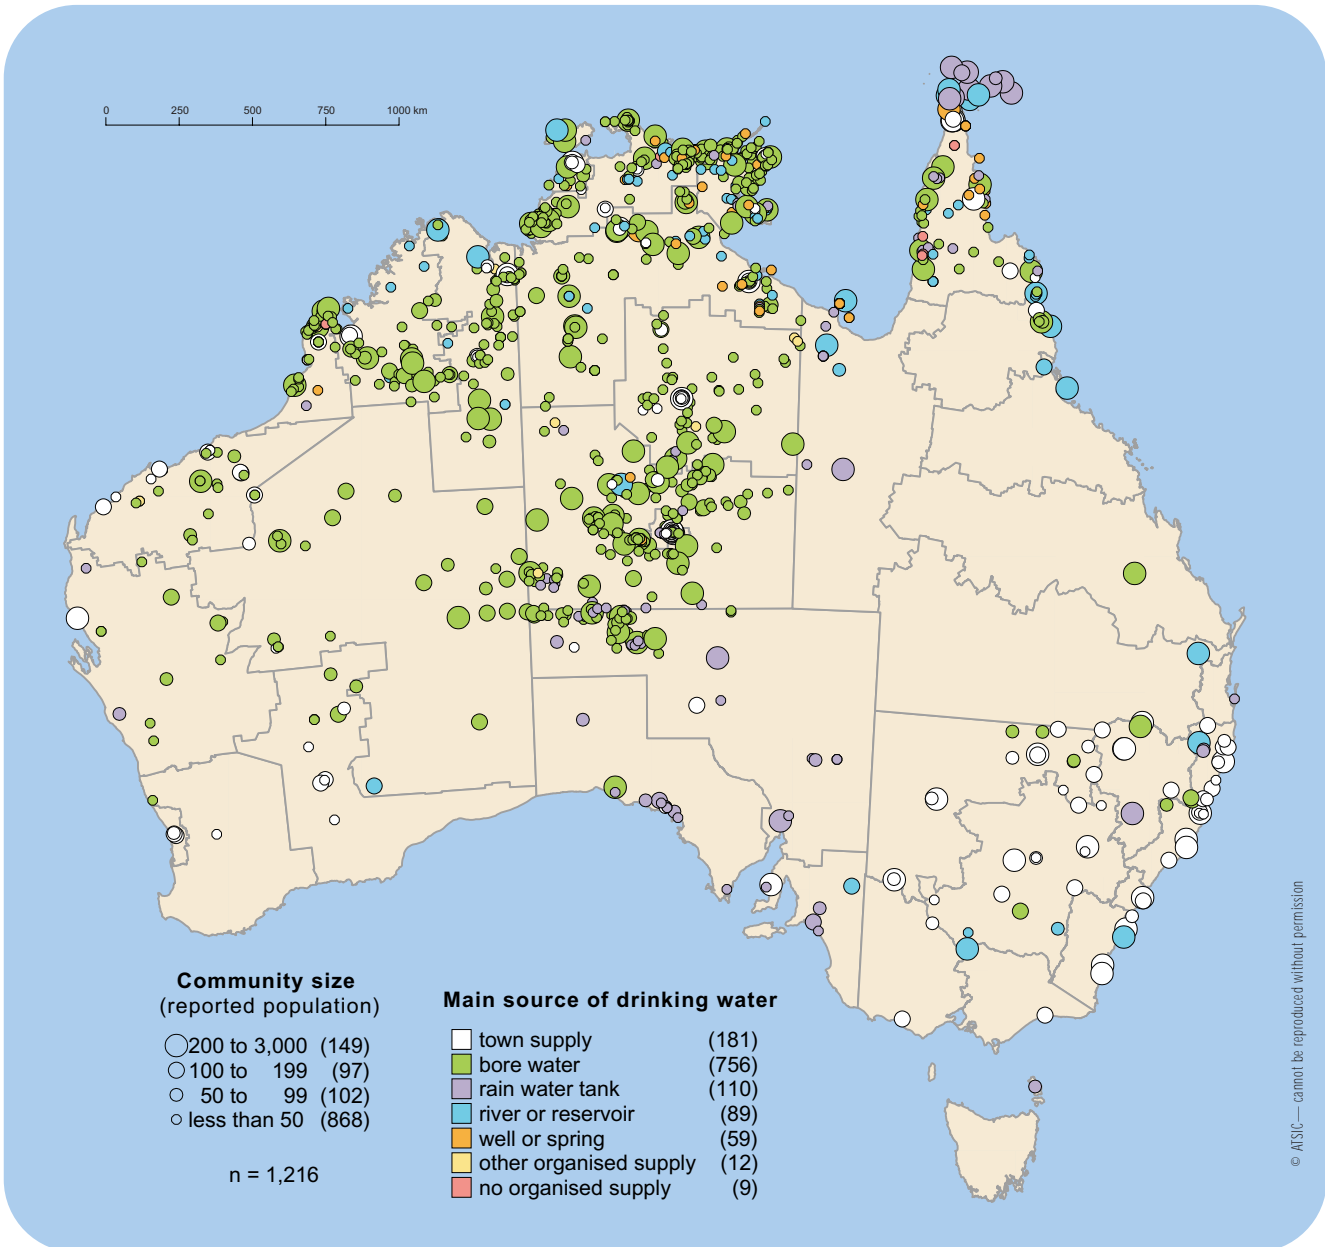 0 250 500 750 1000 km
Community size
(reported population)
200 to 3,000 (149)
100 to 199 (97)
50 to 99 (102)
less than 50 (868)
n = 1,216
Main source of drinking water
town supply (181)
bore water (756)
rain water tank (110)
river or reservoir (89)
well or spring (59)
other organised supply (12)
no organised supply (9)
© ATSIC — cannot be reproduced without permission